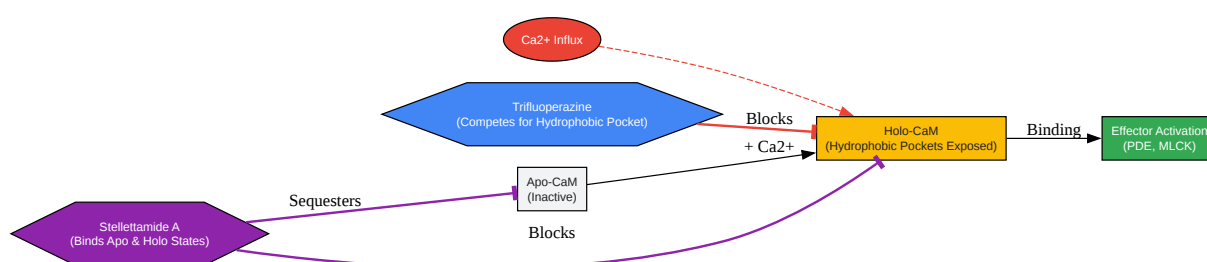 Ca2+ Influx
Trifluoperazine
(Competes for Hydrophobic Pocket)
Blocks
+ Ca2+
Holo-CaM
(Hydrophobic Pockets Exposed)
Binding
Effector Activation
(PDE, MLCK)
Apo-CaM
(Inactive)
Sequesters
Stellettamide A
(Binds Apo & Holo States)
Blocks